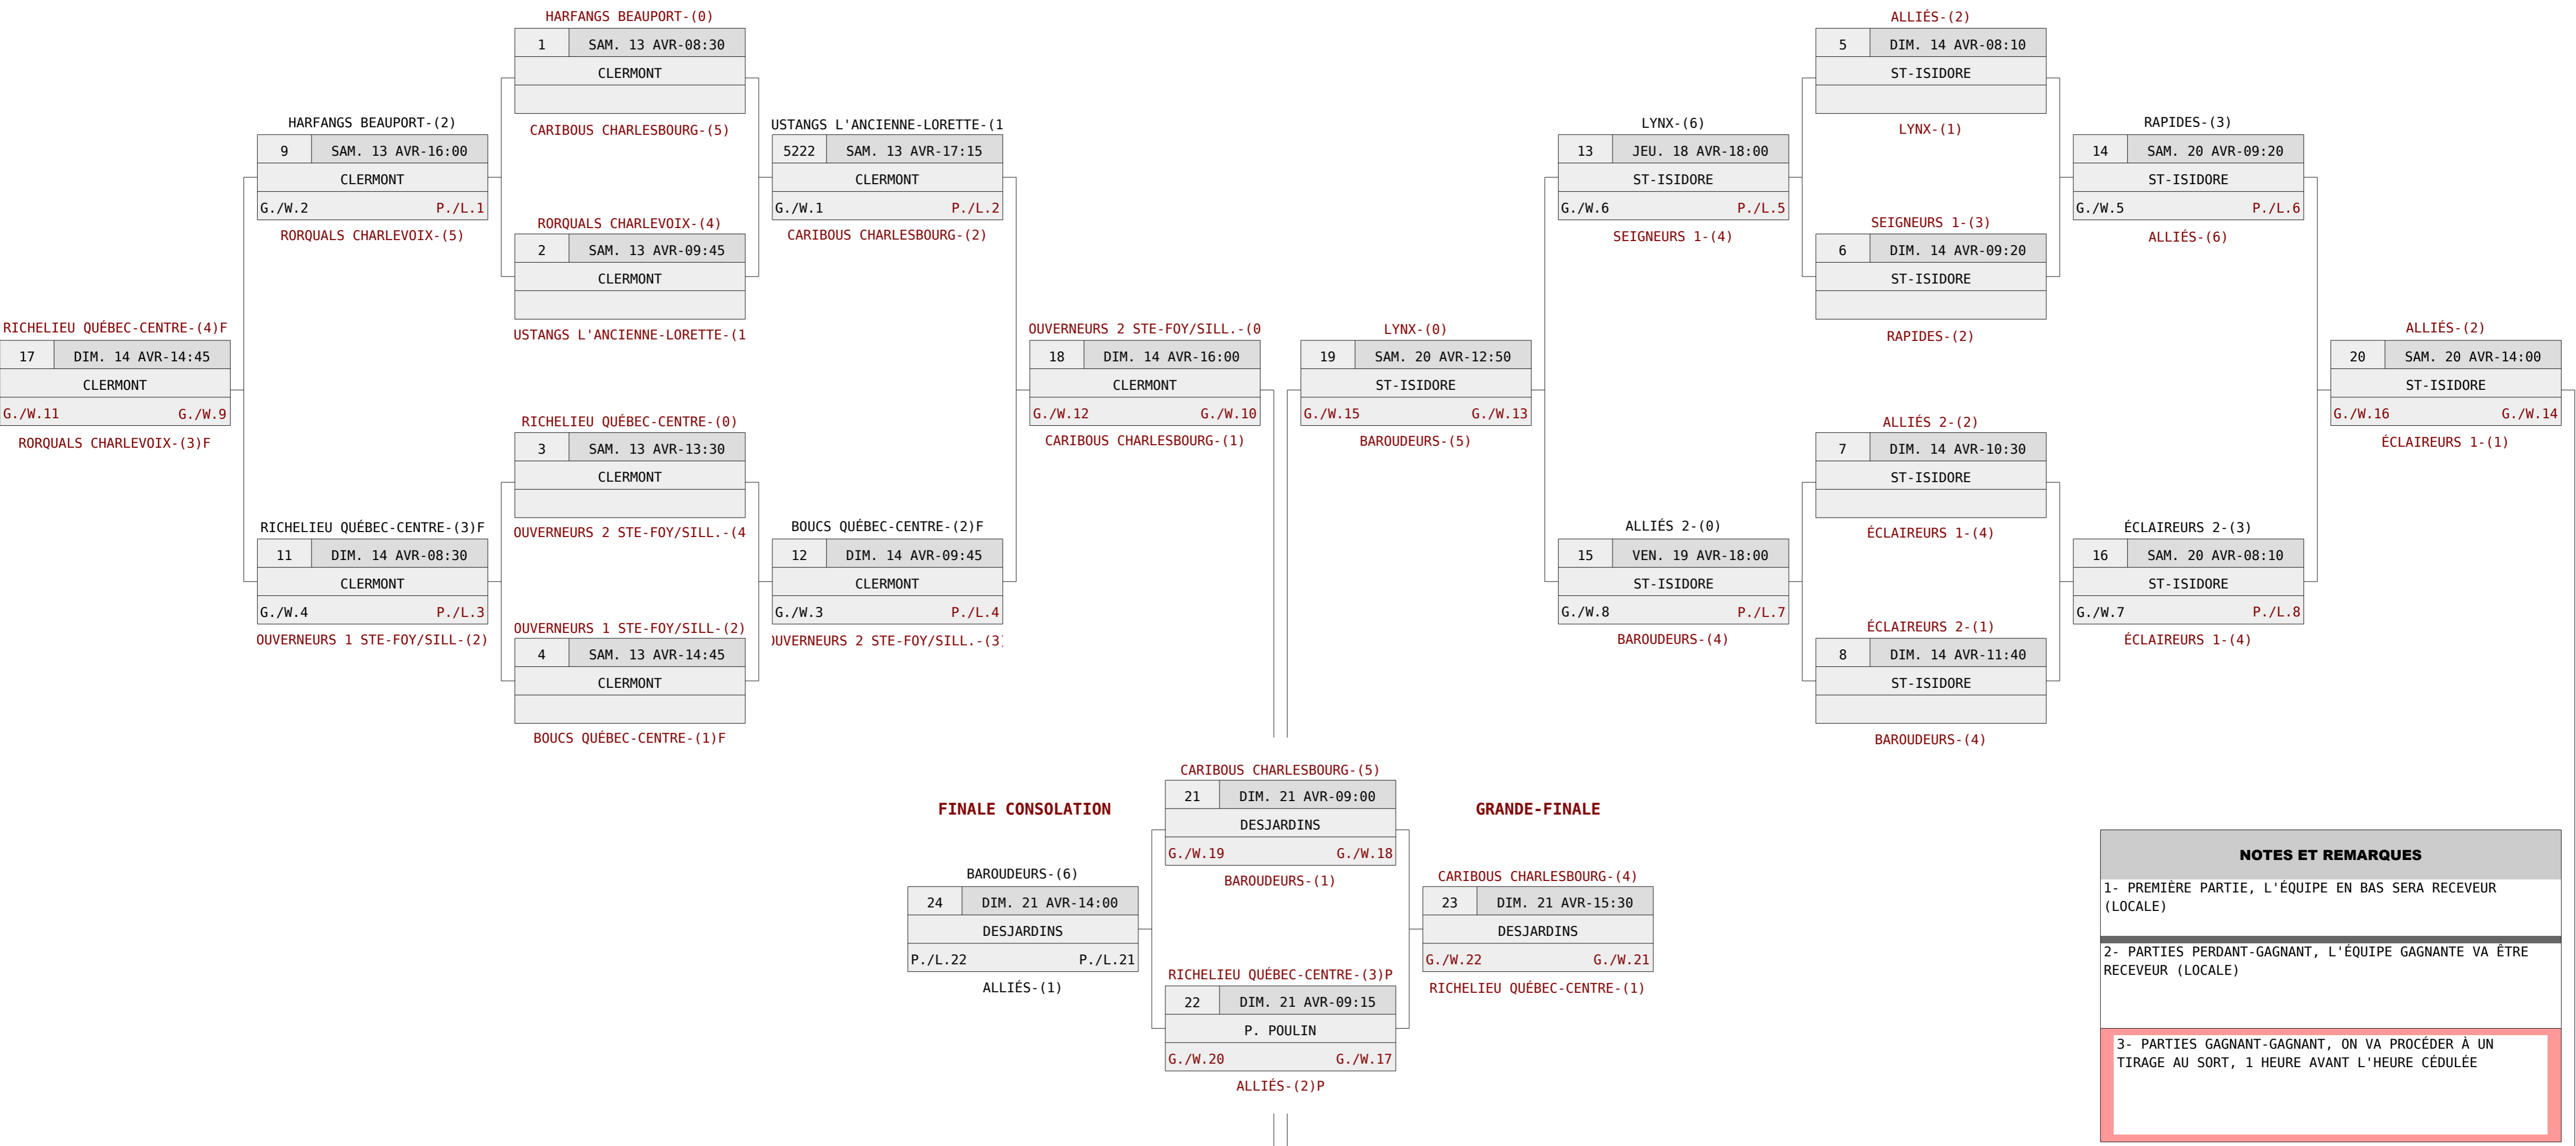 HARFANGS BEAUPORT-(0)
1 SAM. 13 AVR-08:30
CLERMONT
CARIBOUS CHARLESBOURG-(5)
HARFANGS BEAUPORT-(2)
9 SAM. 13 AVR-16:00
CLERMONT
G./W.2 P./L.1
RORQUALS CHARLEVOIX-(5)
USTANGS L'ANCIENNE-LORETTE-(1
5222 SAM. 13 AVR-17:15
CLERMONT
G./W.1 P./L.2
CARIBOUS CHARLESBOURG-(2)
RORQUALS CHARLEVOIX-(4)
2 SAM. 13 AVR-09:45
CLERMONT
USTANGS L'ANCIENNE-LORETTE-(1
RICHELIEU QUÉBEC-CENTRE-(4)F
17 DIM. 14 AVR-14:45
CLERMONT
G./W.11 G./W.9
RORQUALS CHARLEVOIX-(3)F
OUVERNEURS 2 STE-FOY/SILL.-(0
18 DIM. 14 AVR-16:00
CLERMONT
G./W.12 G./W.10
CARIBOUS CHARLESBOURG-(1)
RICHELIEU QUÉBEC-CENTRE-(0)
3 SAM. 13 AVR-13:30
CLERMONT
OUVERNEURS 2 STE-FOY/SILL.-(4
RICHELIEU QUÉBEC-CENTRE-(3)F
11 DIM. 14 AVR-08:30
CLERMONT
G./W.4 P./L.3
OUVERNEURS 1 STE-FOY/SILL-(2)
BOUCS QUÉBEC-CENTRE-(2)F
12 DIM. 14 AVR-09:45
CLERMONT
G./W.3 P./L.4
OUVERNEURS 2 STE-FOY/SILL.-(3)
OUVERNEURS 1 STE-FOY/SILL-(2)
4 SAM. 13 AVR-14:45
CLERMONT
BOUCS QUÉBEC-CENTRE-(1)F
ALLIÉS-(2)
5 DIM. 14 AVR-08:10
ST-ISIDORE
LYNX-(1)
LYNX-(6)
13 JEU. 18 AVR-18:00
ST-ISIDORE
G./W.6 P./L.5
SEIGNEURS 1-(4)
RAPIDES-(3)
14 SAM. 20 AVR-09:20
ST-ISIDORE
G./W.5 P./L.6
ALLIÉS-(6)
SEIGNEURS 1-(3)
6 DIM. 14 AVR-09:20
ST-ISIDORE
RAPIDES-(2)
LYNX-(0)
19 SAM. 20 AVR-12:50
ST-ISIDORE
G./W.15 G./W.13
BAROUDEURS-(5)
ALLIÉS-(2)
20 SAM. 20 AVR-14:00
ST-ISIDORE
G./W.16 G./W.14
ÉCLAIREURS 1-(1)
ALLIÉS 2-(2)
7 DIM. 14 AVR-10:30
ST-ISIDORE
ÉCLAIREURS 1-(4)
ALLIÉS 2-(0)
15 VEN. 19 AVR-18:00
ST-ISIDORE
G./W.8 P./L.7
BAROUDEURS-(4)
ÉCLAIREURS 2-(3)
16 SAM. 20 AVR-08:10
ST-ISIDORE
G./W.7 P./L.8
ÉCLAIREURS 1-(4)
ÉCLAIREURS 2-(1)
8 DIM. 14 AVR-11:40
ST-ISIDORE
BAROUDEURS-(4)
CARIBOUS CHARLESBOURG-(5)
21 DIM. 21 AVR-09:00
DESJARDINS
G./W.19 G./W.18
BAROUDEURS-(1)
FINALE CONSOLATION
BAROUDEURS-(6)
24 DIM. 21 AVR-14:00
DESJARDINS
P./L.22 P./L.21
ALLIÉS-(1)
GRANDE-FINALE
CARIBOUS CHARLESBOURG-(4)
23 DIM. 21 AVR-15:30
DESJARDINS
G./W.22 G./W.21
RICHELIEU QUÉBEC-CENTRE-(1)
RICHELIEU QUÉBEC-CENTRE-(3)P
22 DIM. 21 AVR-09:15
P. POULIN
G./W.20 G./W.17
ALLIÉS-(2)P
NOTES ET REMARQUES
1- PREMIÈRE PARTIE, L'ÉQUIPE EN BAS SERA RECEVEUR
(LOCALE)
2- PARTIES PERDANT-GAGNANT, L'ÉQUIPE GAGNANTE VA ÊTRE
RECEVEUR (LOCALE)
3- PARTIES GAGNANT-GAGNANT, ON VA PROCÉDER À UN
TIRAGE AU SORT, 1 HEURE AVANT L'HEURE CÉDULÉE